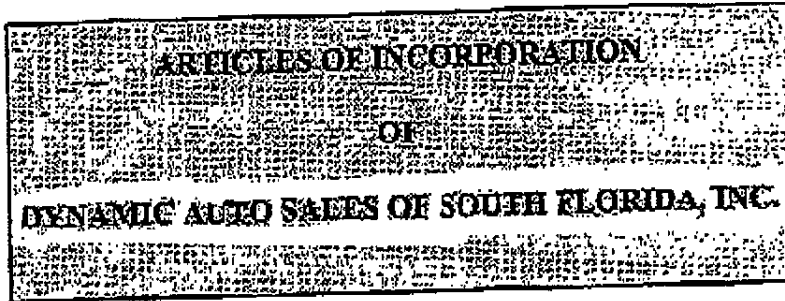 ARTICLES OF INCORPORATION
OF
DYNAMIC AUTO SALES OF SOUTH FLORIDA, INC.